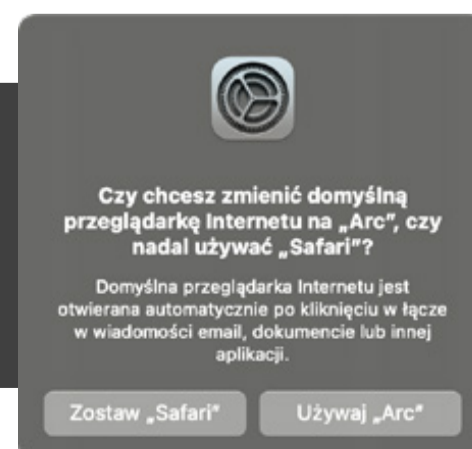 Czy chcesz zmienić domyślną
przeglądarkę Internetu na „Arc”, czy
nadal używać „Safari”?
Domyślna przeglądarka Internetu jest
otwierana automatycznie po kliknięciu w łącze
w wiadomości email, dokumencie lub innej
aplikacji.
Zostaw „Safari”
Używaj „Arc”